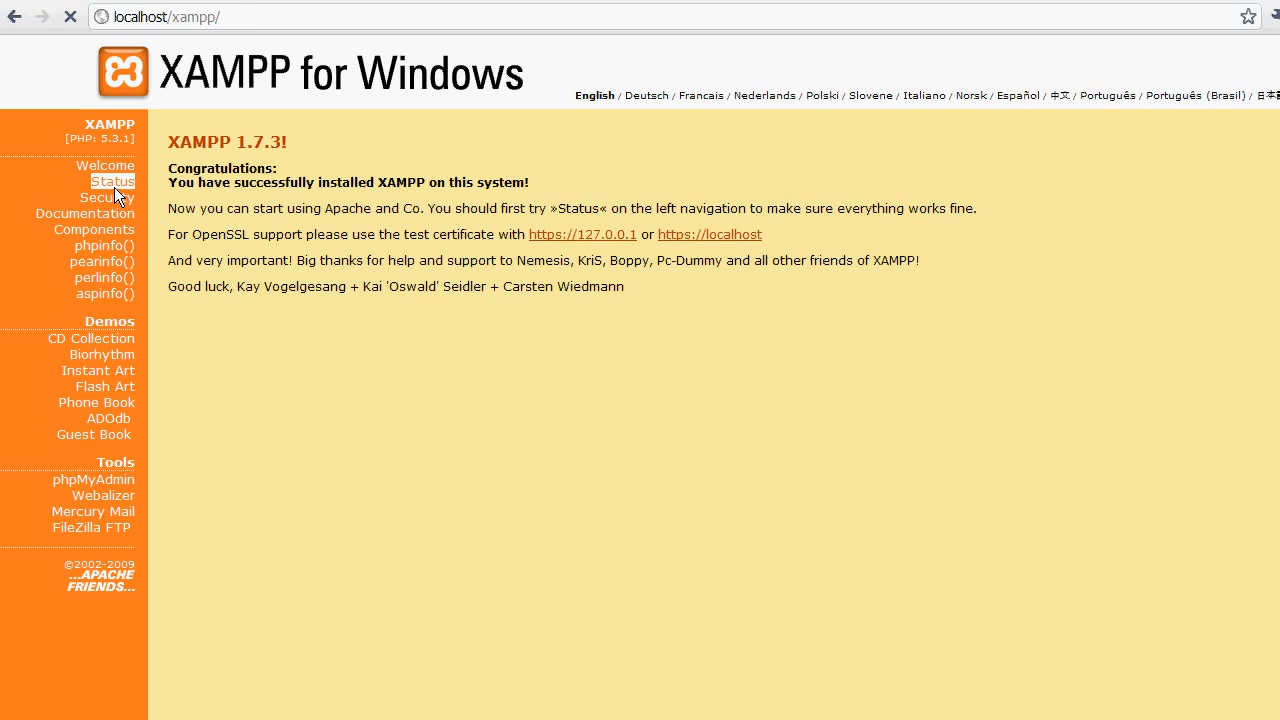 localhost/xampp/
XAMPP for Windows
English / Deutsch / Francais / Nederlands / Polski / Slovene / Italiano / Norsk / Español / 中文 / Português / Português (Brasil) / 日本
XAMPP
[PHP: 5.3.1]
Welcome
Status
Security
Documentation
Components
phpinfo()
pearinfo()
perlinfo()
aspinfo()
Demos
CD Collection
Biorhythm
Instant Art
Flash Art
Phone Book
ADOdb
Guest Book
Tools
phpMyAdmin
Webalizer
Mercury Mail
FileZilla FTP
©2002-2009
...APACHE
FRIENDS...
XAMPP 1.7.3!
Congratulations:
You have successfully installed XAMPP on this system!
Now you can start using Apache and Co. You should first try »Status« on the left navigation to make sure everything works fine.
For OpenSSL support please use the test certificate with https://127.0.0.1 or https://localhost
And very important! Big thanks for help and support to Nemesis, KriS, Boppy, Pc-Dummy and all other friends of XAMPP!
Good luck, Kay Vogelgesang + Kai 'Oswald' Seidler + Carsten Wiedmann